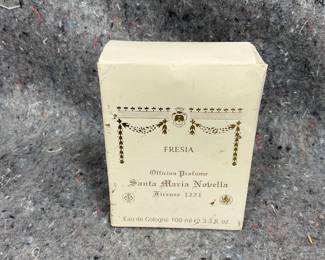 FRESIA
Officina Profumo
Santa Maria Novella
Firenze 1221
Eau de Cologne 100 ml ℮ 3.3 fl. oz.